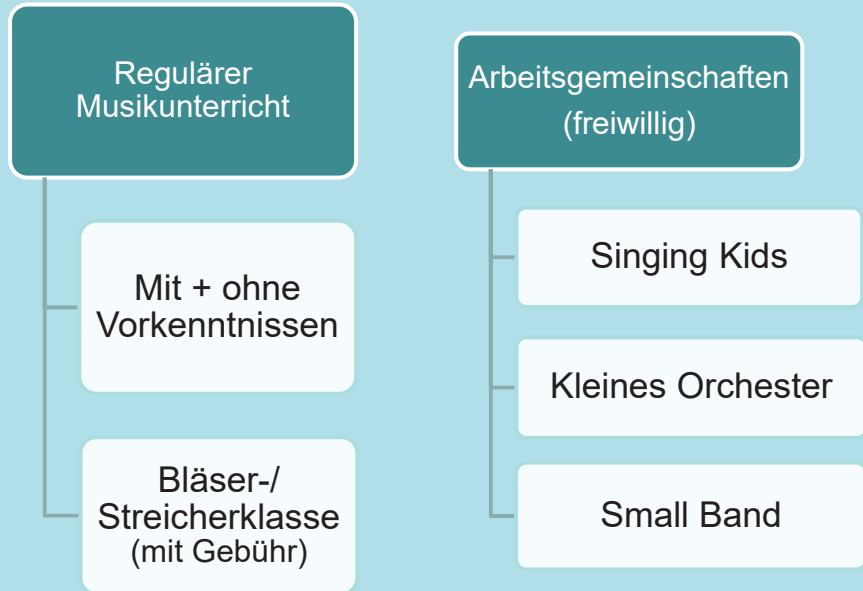 Regulärer
Musikunterricht
Mit + ohne
Vorkenntnissen
Bläser-/
Streicherklasse
(mit Gebühr)
Arbeitsgemeinschaften
(freiwillig)
Singing Kids
Kleines Orchester
Small Band